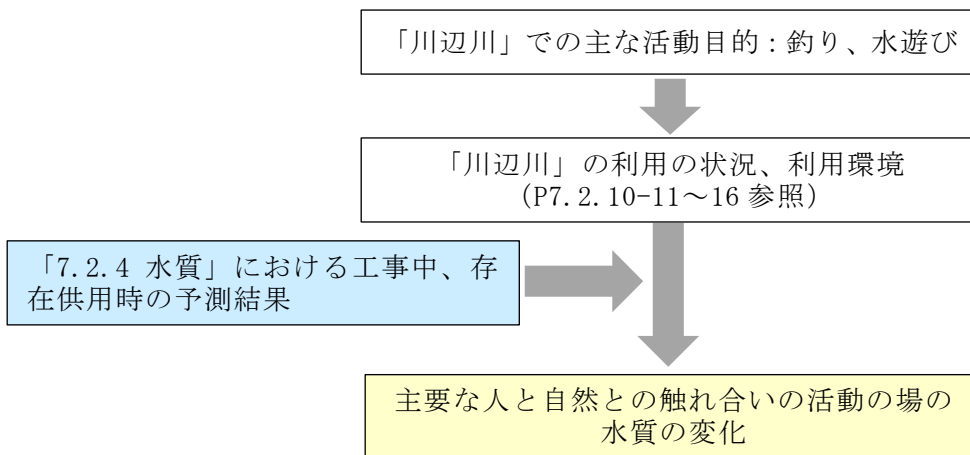 「川辺川」での主な活動目的：釣り、水遊び
「川辺川」の利用の状況、利用環境
（P7.2.10-11～16 参照）
「7.2.4 水質」における工事中、存
在供用時の予測結果
主要な人と自然との触れ合いの活動の場の
水質の変化